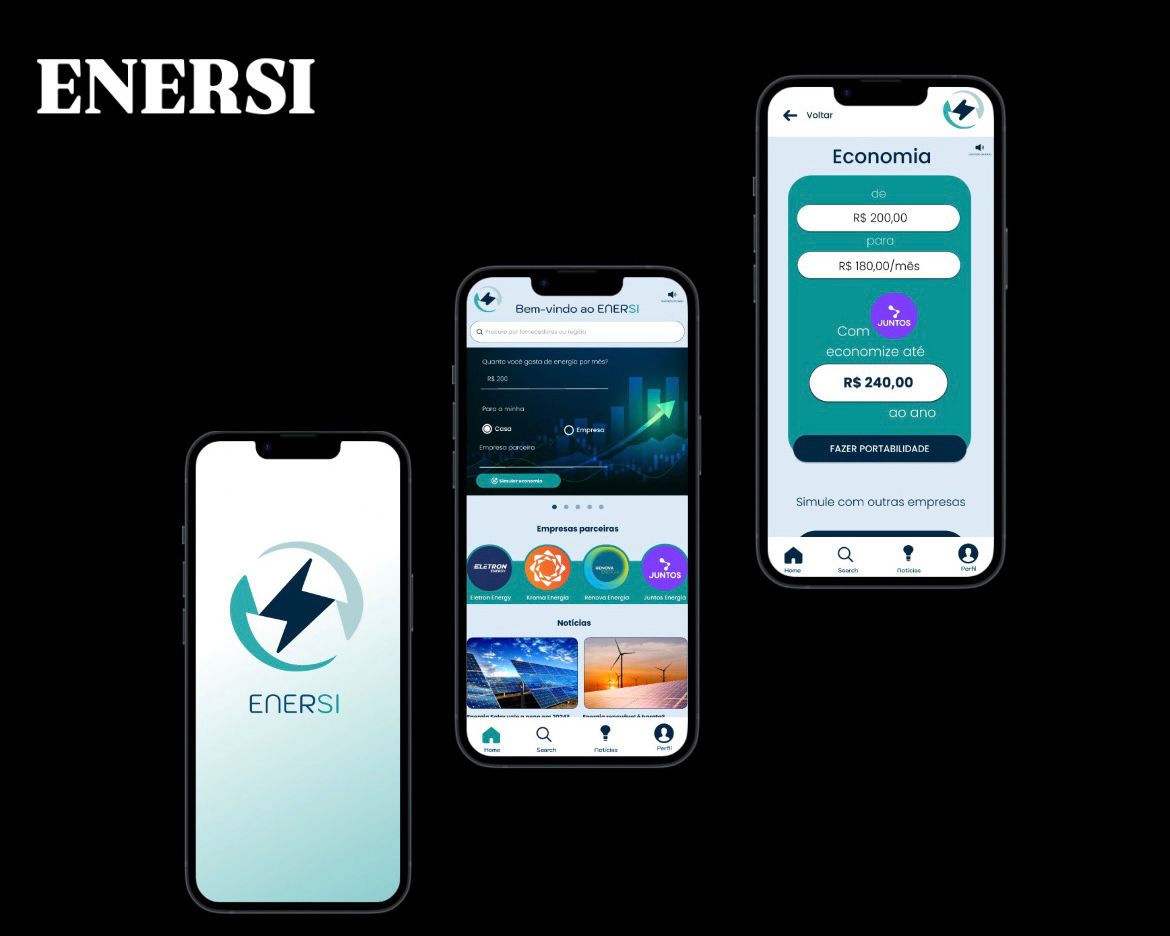 ENERSI
ENERSI
Bem-vindo ao ENERSI
Procure por fornecedores ou região
Quanto você gasta de energia por mês?
R$ 200
Para a minha
Casa
Empresa
Empresa parceira
Simular economia
Empresas parceiras
ELETRON
ENERGY
RENOVA
ENERGIA
JUNTOS
Eletron Energy
Kroma Energia
Renova Energia
Juntos Energia
Notícias
Home
Search
Notícias
Perfil
Voltar
Economia
de
R$ 200,00
para
R$ 180,00/mês
JUNTOS
Com
economize até
R$ 240,00
ao ano
FAZER PORTABILIDADE
Simule com outras empresas
Home
Search
Notícias
Perfil